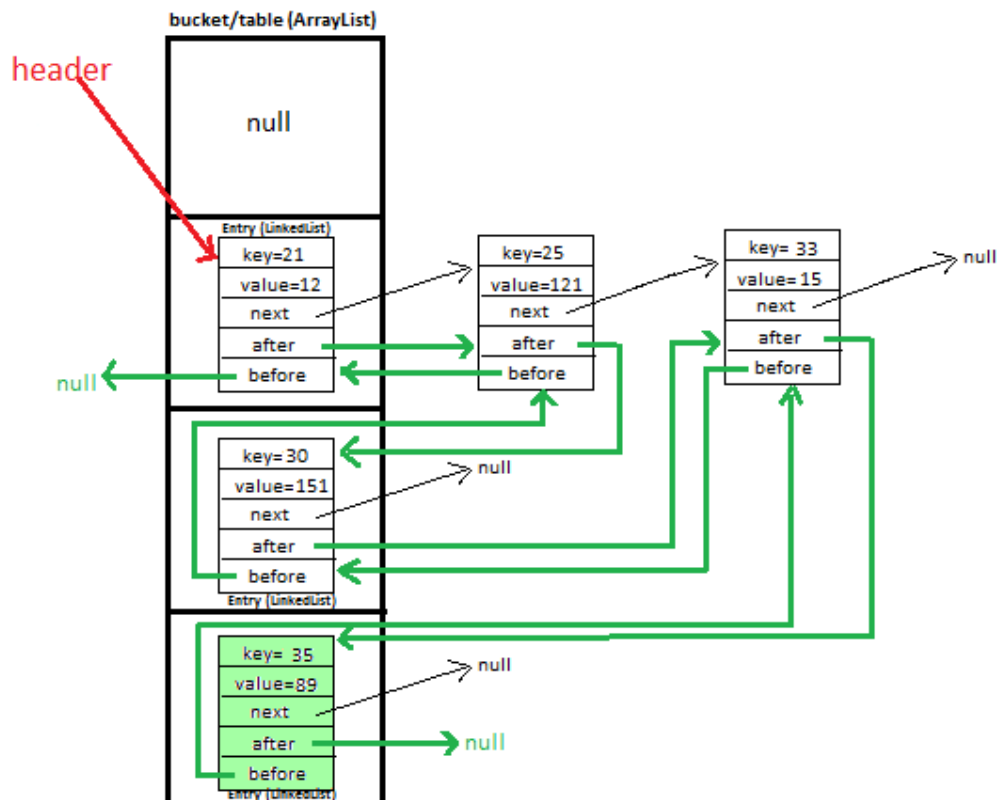 bucket/table (ArrayList)
header
null
Entry (LinkedList)
key=21
value=12
next
after
before
null
key=25
value=121
next
after
before
key= 33
value=15
next
after
before
null
key=30
value=151
next
after
before
Entry (LinkedList)
null
key= 35
value=89
next
after
before
Entry (LinkedList)
null
null